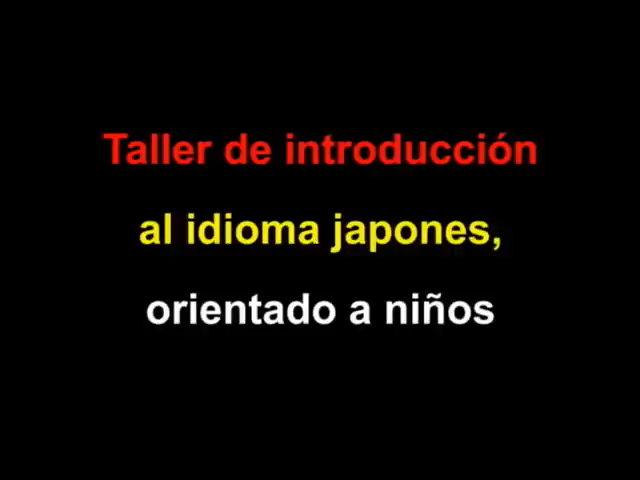 Taller de introducción
al idioma japones,
orientado a niños